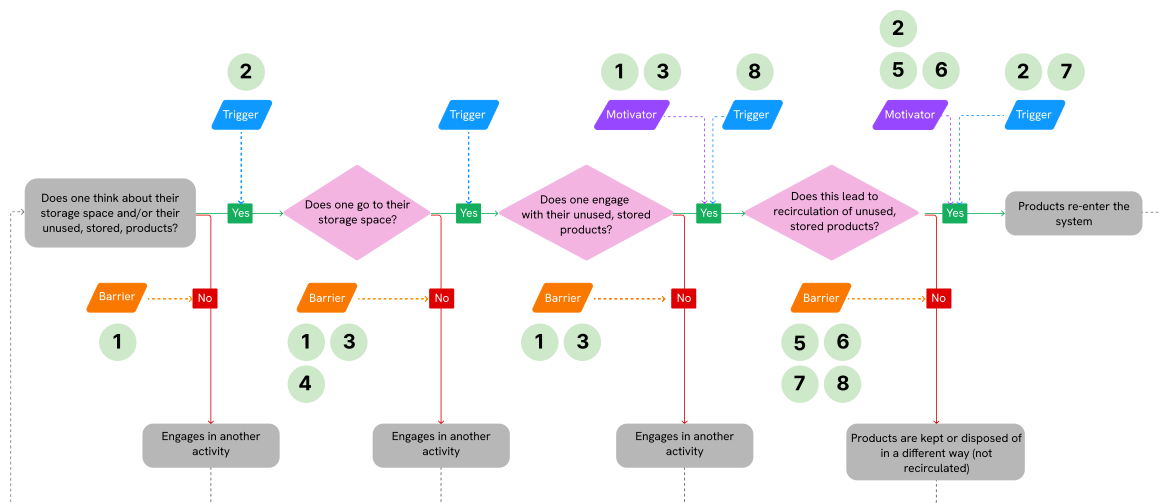 2
2
1 3
8
5 6
2 7
Trigger
Trigger
Motivator
Trigger
Motivator
Trigger
Does one think about their
storage space and/or their
unused, stored, products?
Yes
Does one go to their
storage space?
Yes
Does one engage
with their unused, stored
products?
Yes
Does this lead to
recirculation of unused,
stored products?
Yes
Products re-enter the
system
Barrier
No
Barrier
No
Barrier
No
Barrier
No
1
1 3
4
1 3
5 6
7 8
Engages in another
activity
Engages in another
activity
Engages in another
activity
Products are kept or disposed of
in a different way (not
recirculated)